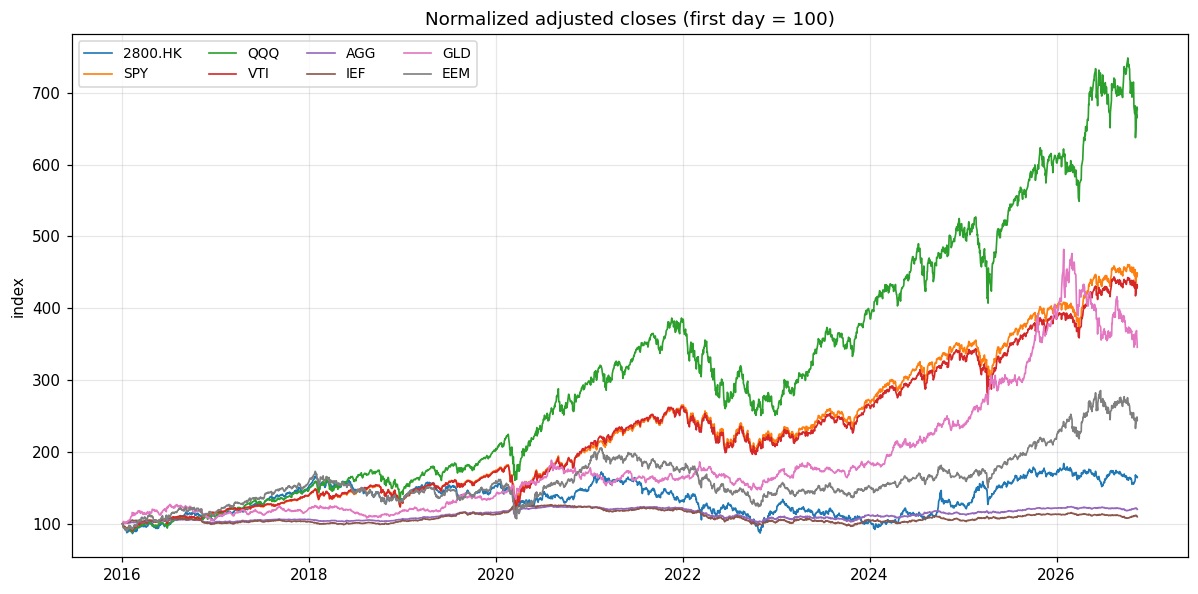 Normalized adjusted closes (first day = 100)
2800.HK QQQ AGG GLD
SPY VTI IEF EEM
index
700
600
500
400
300
200
100
2016 2018 2020 2022 2024 2026